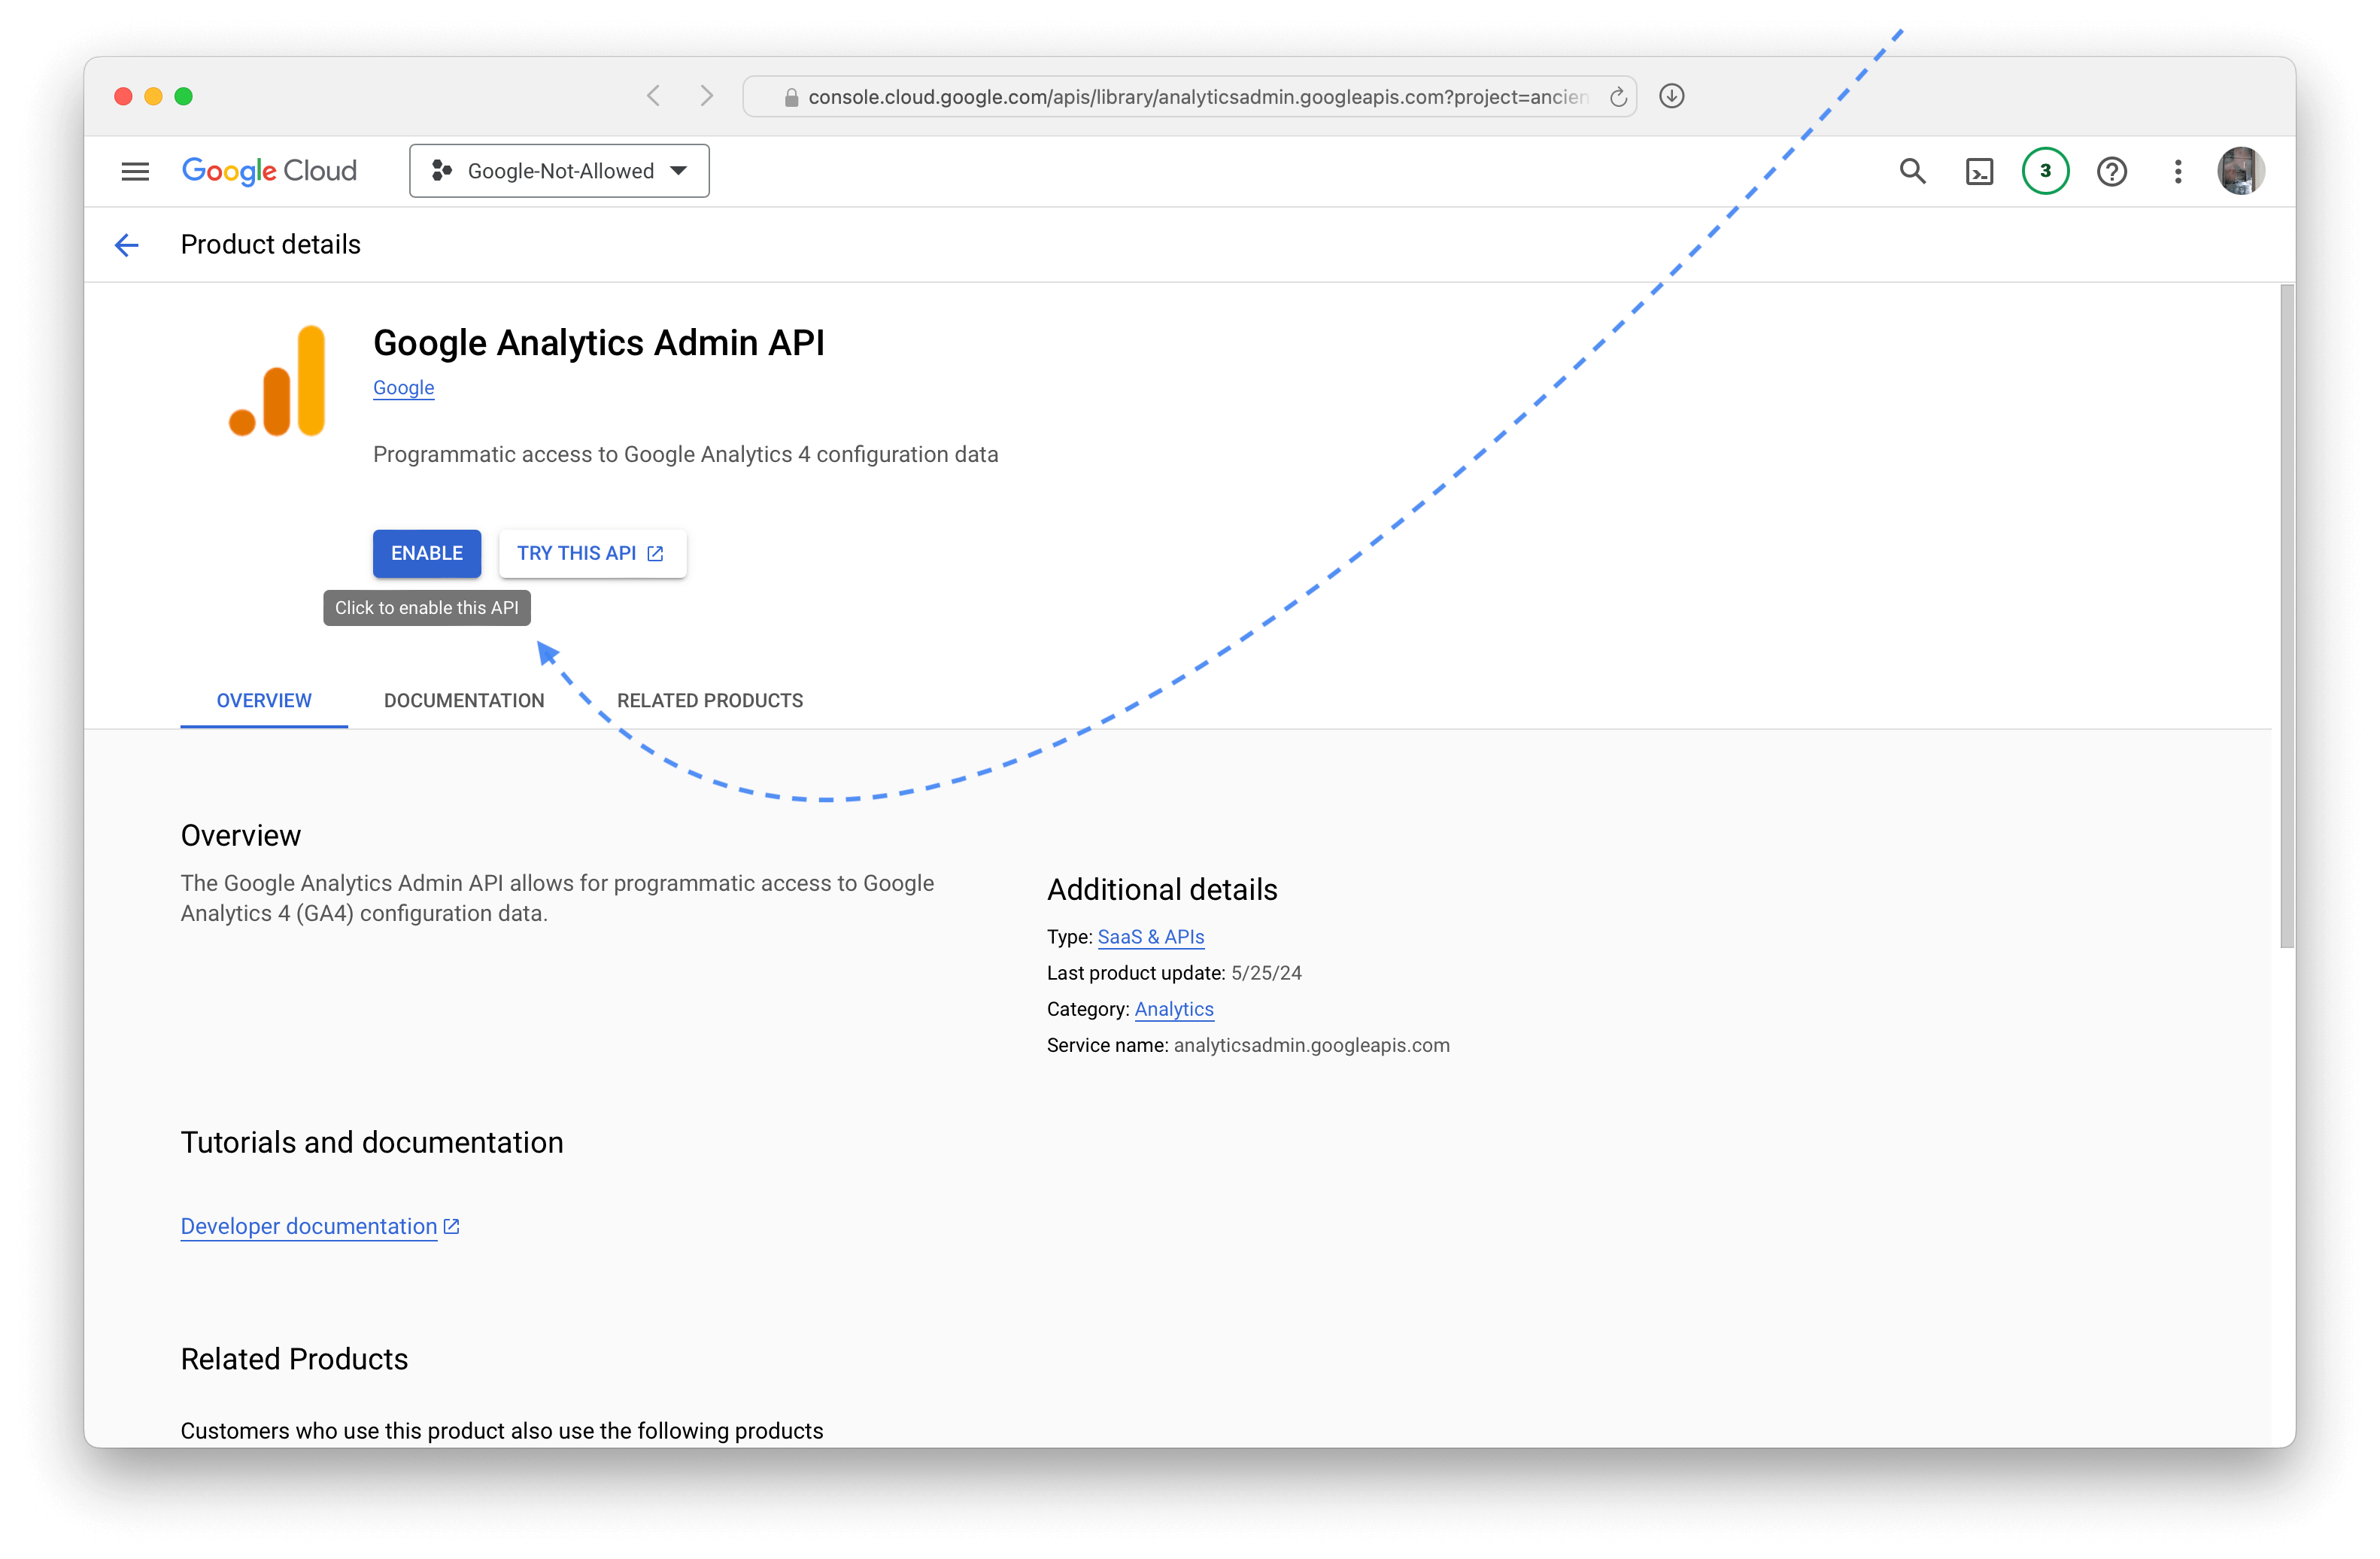 console.cloud.google.com/apis/library/analyticsadmin.googleapis.com?project=ancien
Google Cloud
Google-Not-Allowed
3
Product details
Google Analytics Admin API
Google
Programmatic access to Google Analytics 4 configuration data
ENABLE
TRY THIS API
Click to enable this API
OVERVIEW
DOCUMENTATION
RELATED PRODUCTS
Overview
The Google Analytics Admin API allows for programmatic access to Google
Analytics 4 (GA4) configuration data.
Additional details
Type: SaaS & APIs
Last product update: 5/25/24
Category: Analytics
Service name: analyticsadmin.googleapis.com
Tutorials and documentation
Developer documentation
Related Products
Customers who use this product also use the following products